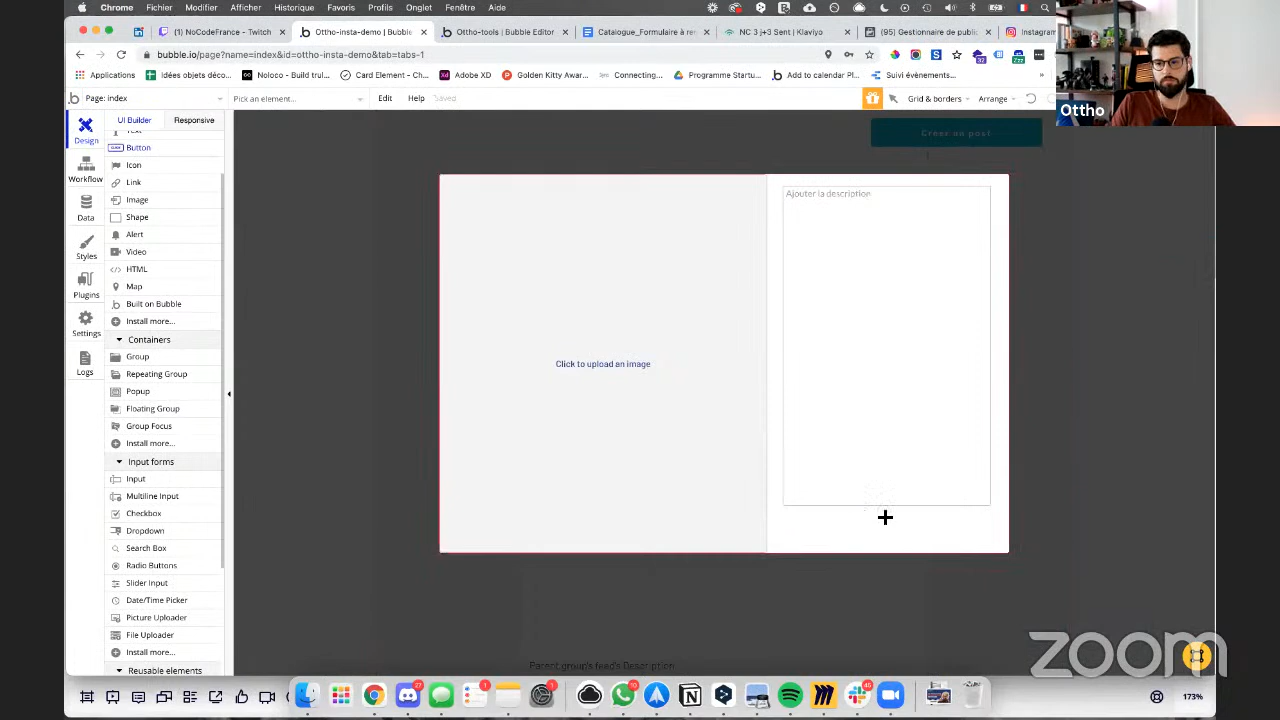 Chrome Fichier Modifier Afficher Historique Favoris Profils Onglet Fenêtre Aide
NoCodeFrance - Twitch
Ottho-insta-demo | Bubble
Ottho-tools | Bubble Editor
Catalogue_Formulaire à re
NC 3 j+3 Sent | Klaviyo
(95) Gestionnaire de public
Instagram
bubble.io/page?name=index&id=ottho-insta-demo&tab=tabs-1
Applications
Idées objets déco...
Noloco - Build trul...
Card Element - Ch...
Adobe XD
Golden Kitty Awar...
Connecting...
Programme Startu...
Add to calendar Pl...
Suivi évènements...
»
Ottho
Page: index
Pick an element...
Edit
Help
Saved
Grid & borders
Arrange
Design
Workflow
Data
Styles
Plugins
Settings
Logs
UI Builder
Responsive
Text
Button
Icon
Link
Image
Shape
Alert
Video
HTML
Map
Built on Bubble
Install more...
Containers
Group
Repeating Group
Popup
Floating Group
Group Focus
Install more...
Input forms
Input
Multiline Input
Checkbox
Dropdown
Search Box
Radio Buttons
Slider Input
Date/Time Picker
Picture Uploader
File Uploader
Install more...
Reusable elements
Créer un post
Ajouter la description
Click to upload an image
Parent group's feed's Description
zoom
173%